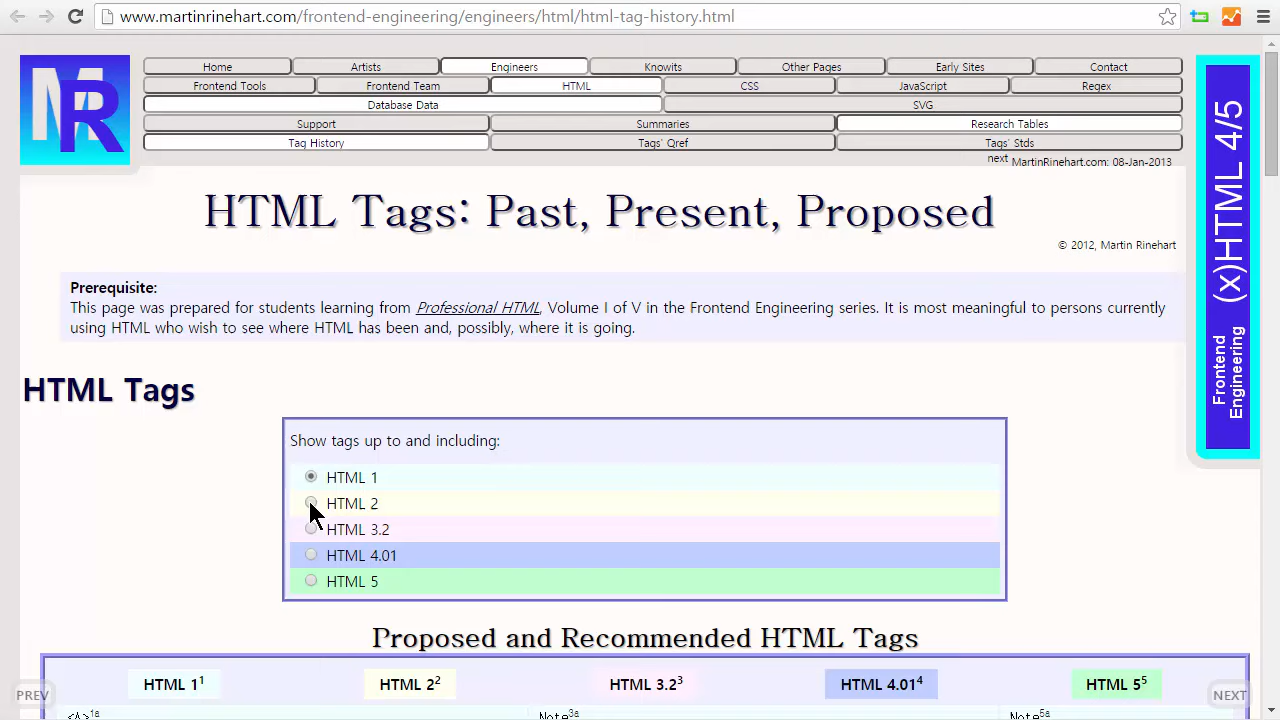 www.martinrinehart.com/frontend-engineering/engineers/html/html-tag-history.html
MR
Home Artists Engineers Knowits Other Pages Early Sites Contact
Frontend Tools Frontend Team HTML CSS JavaScript Regex
Database Data SVG
Support Summaries Research Tables
Tag History Tags' Qref Tags' Stds
next MartinRinehart.com: 08-Jan-2013
HTML Tags: Past, Present, Proposed
© 2012, Martin Rinehart
Prerequisite:
This page was prepared for students learning from Professional HTML, Volume I of V in the Frontend Engineering series. It is most meaningful to persons currently
using HTML who wish to see where HTML has been and, possibly, where it is going.
Frontend
Engineering
(x)HTML 4/5
HTML Tags
Show tags up to and including:
HTML 1
HTML 2
HTML 3.2
HTML 4.01
HTML 5
Proposed and Recommended HTML Tags
HTML 1¹ HTML 2² HTML 3.2³ HTML 4.01⁴ HTML 5⁵
PREV NEXT
<A>1a Note3a Note5a